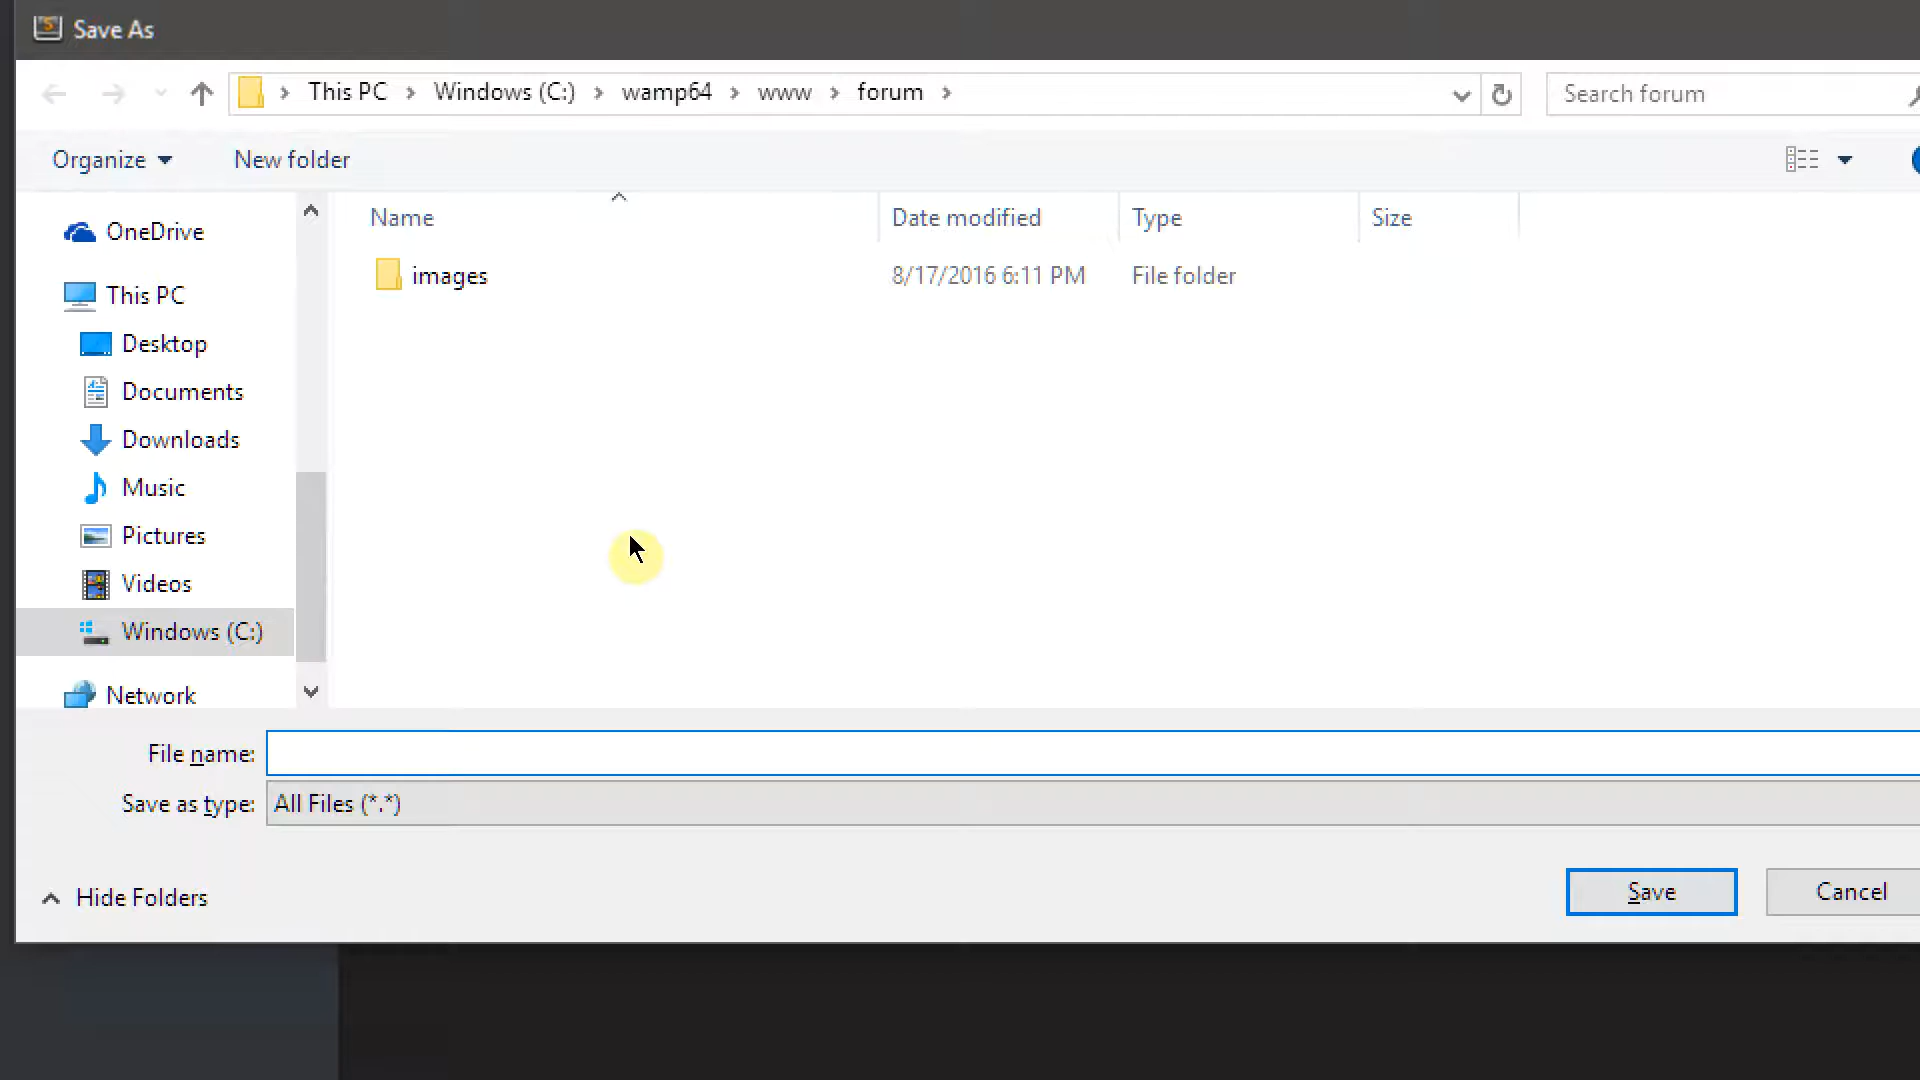 Save As
This PC > Windows (C:) > wamp64 > www > forum >
Search forum
Organize
New folder
Name
Date modified
Type
Size
images
8/17/2016 6:11 PM
File folder
OneDrive
This PC
Desktop
Documents
Downloads
Music
Pictures
Videos
Windows (C:)
Network
File name:
Save as type: All Files (*.*)
Hide Folders
Save
Cancel